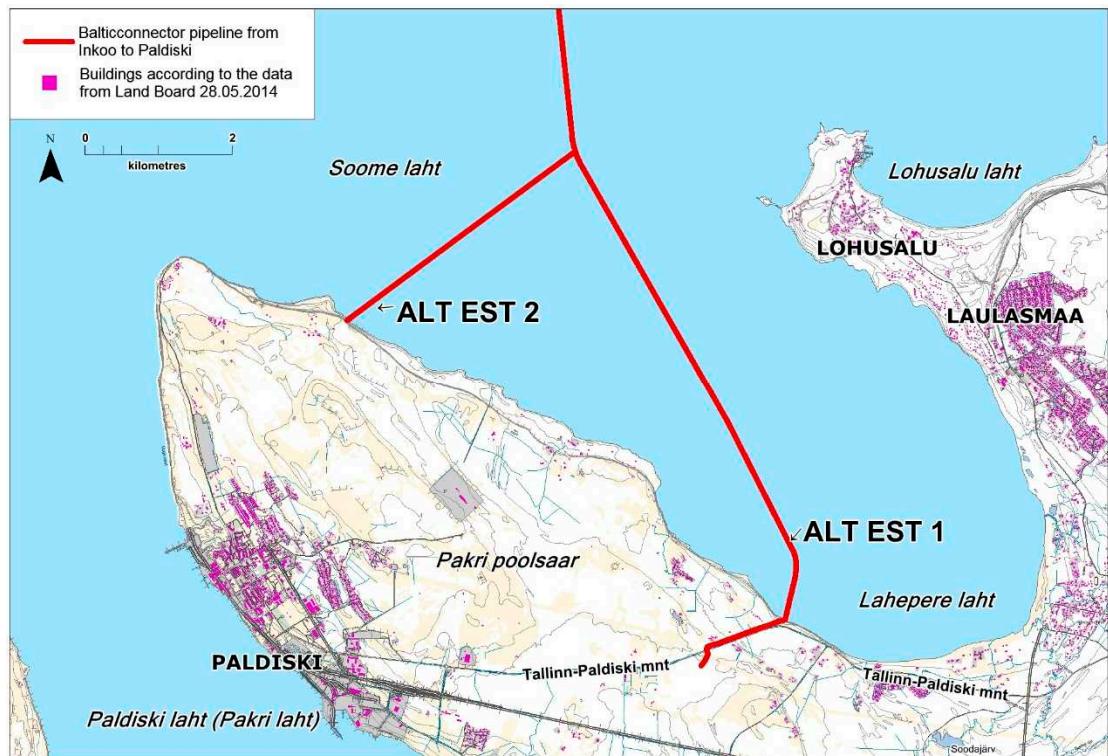 Balticconnector pipeline from
Inkoo to Paldiski
Buildings according to the data
from Land Board 28.05.2014
N
0 2
kilometres
Soome laht
Lohusalu laht
LOHUSALU
ALT EST 2
LAULASMAA
ALT EST 1
Pakri poolsaar
Lahepere laht
PALDISKI
Tallinn-Paldiski mnt
Tallinn-Paldiski mnt
Paldiski laht (Pakri laht)
Soodajärv